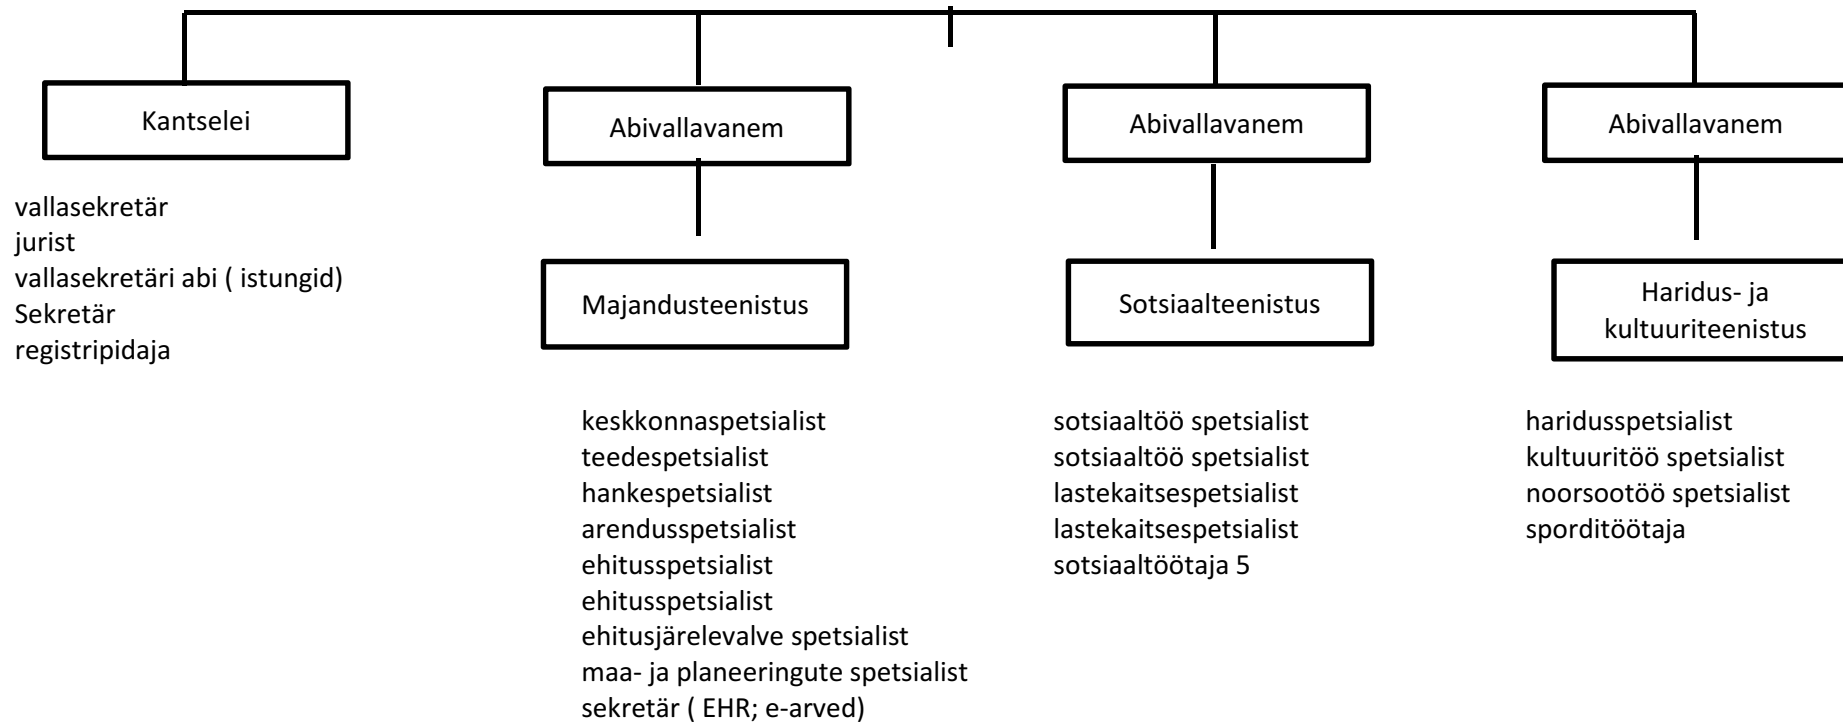 Kantselei
vallasekretär
jurist
vallasekretäri abi ( istungid)
Sekretär
registripidaja
Abivallavanem
Majandusteenistus
keskkonnaspetsialist
teedespetsialist
hankespetsialist
arendusspetsialist
ehitusspetsialist
ehitusspetsialist
ehitusjärelevalve spetsialist
maa- ja planeeringute spetsialist
sekretär ( EHR; e-arved)
Abivallavanem
Sotsiaalteenistus
sotsiaaltöö spetsialist
sotsiaaltöö spetsialist
lastekaitsespetsialist
lastekaitsespetsialist
sotsiaaltöötaja 5
Abivallavanem
Haridus- ja
kultuuriteenistus
haridusspetsialist
kultuuritöö spetsialist
noorsootöö spetsialist
sporditöötaja